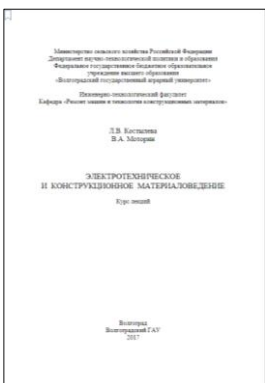 Министерство сельского хозяйства Российской Федерации
Департамент научно-технологической политики и образования
Федеральное государственное бюджетное образовательное
учреждение высшего образования
«Волгоградский государственный аграрный университет»
Инженерно-технологический факультет
Кафедра «Ремонт машин и технология конструкционных материалов»
Л.В. Костылева
В.А. Моторин
ЭЛЕКТРОТЕХНИЧЕСКОЕ
И КОНСТРУКЦИОННОЕ МАТЕРИАЛОВЕДЕНИЕ
Курс лекций
Волгоград
Волгоградский ГАУ
2017